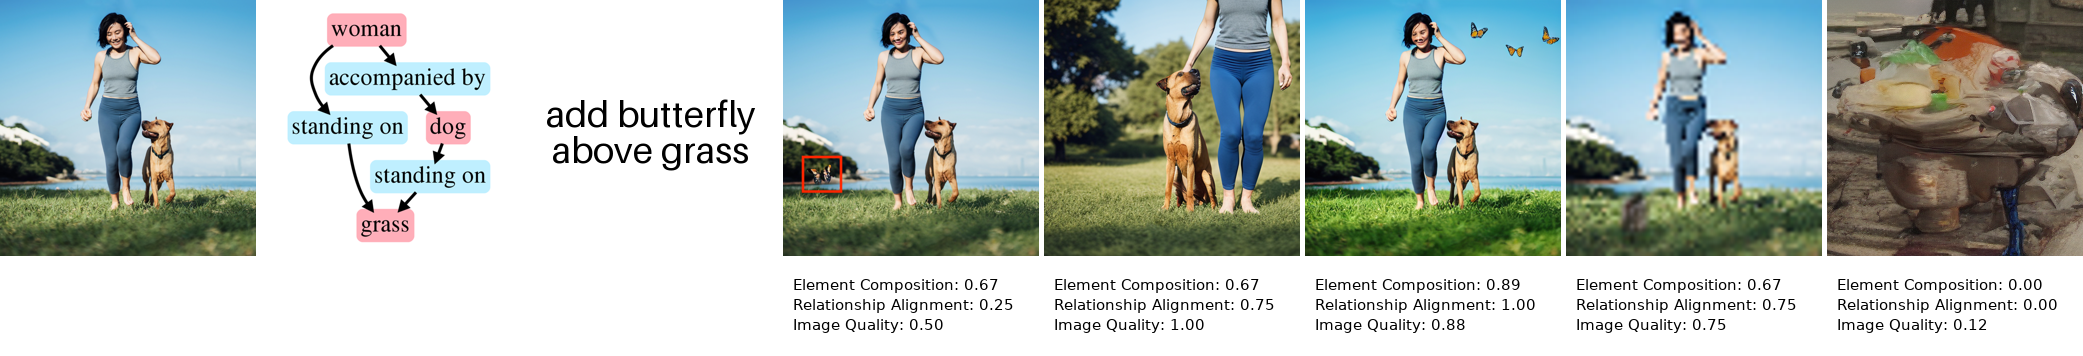 woman
accompanied by
standing on
dog
standing on
grass
add butterfly
above grass
Element Composition: 0.67
Relationship Alignment: 0.25
Image Quality: 0.50
Element Composition: 0.67
Relationship Alignment: 0.75
Image Quality: 1.00
Element Composition: 0.89
Relationship Alignment: 1.00
Image Quality: 0.88
Element Composition: 0.67
Relationship Alignment: 0.75
Image Quality: 0.75
Element Composition: 0.00
Relationship Alignment: 0.00
Image Quality: 0.12